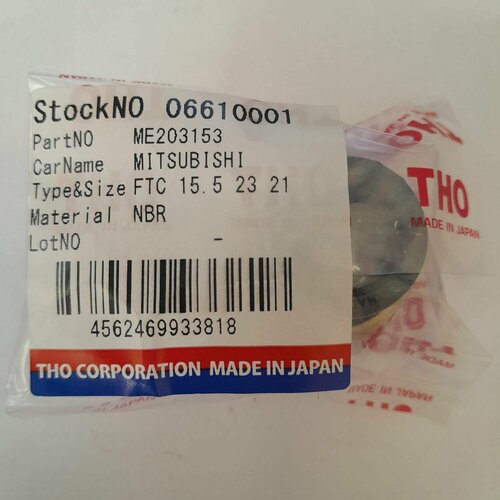 StockNO 06610001
PartNO ME203153
CarName MITSUBISHI
Type&Size FTC 15.5 23 21
Material NBR
LotNO -
4562469933818
THO CORPORATION MADE IN JAPAN
THO
MADE IN JAPAN